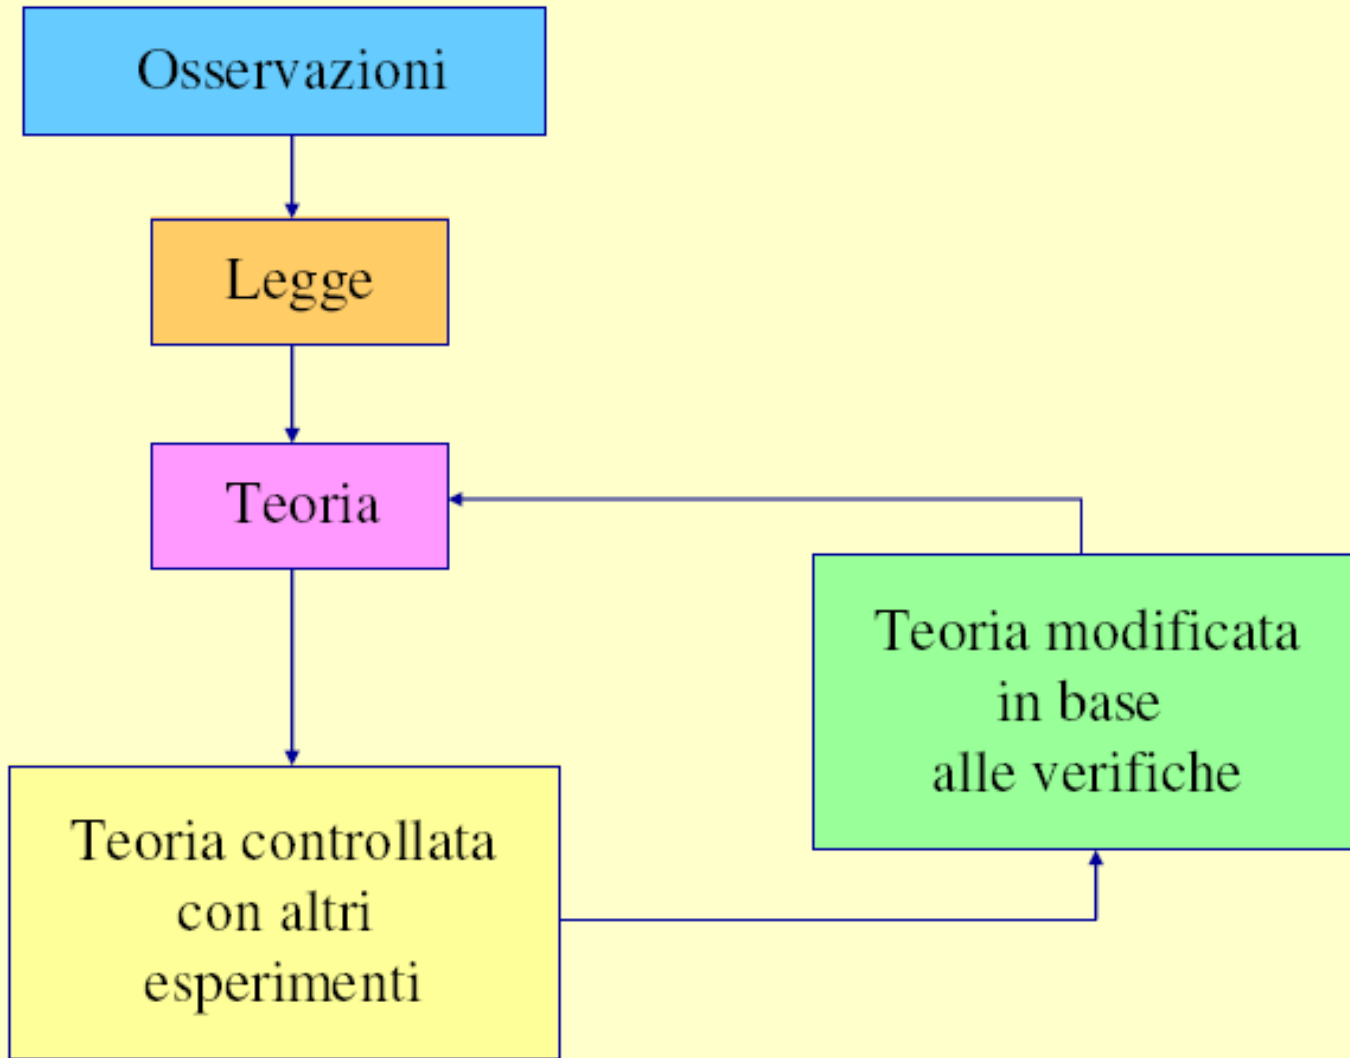 Osservazioni
Legge
Teoria
Teoria modificata
in base
alle verifiche
Teoria controllata
con altri
esperimenti